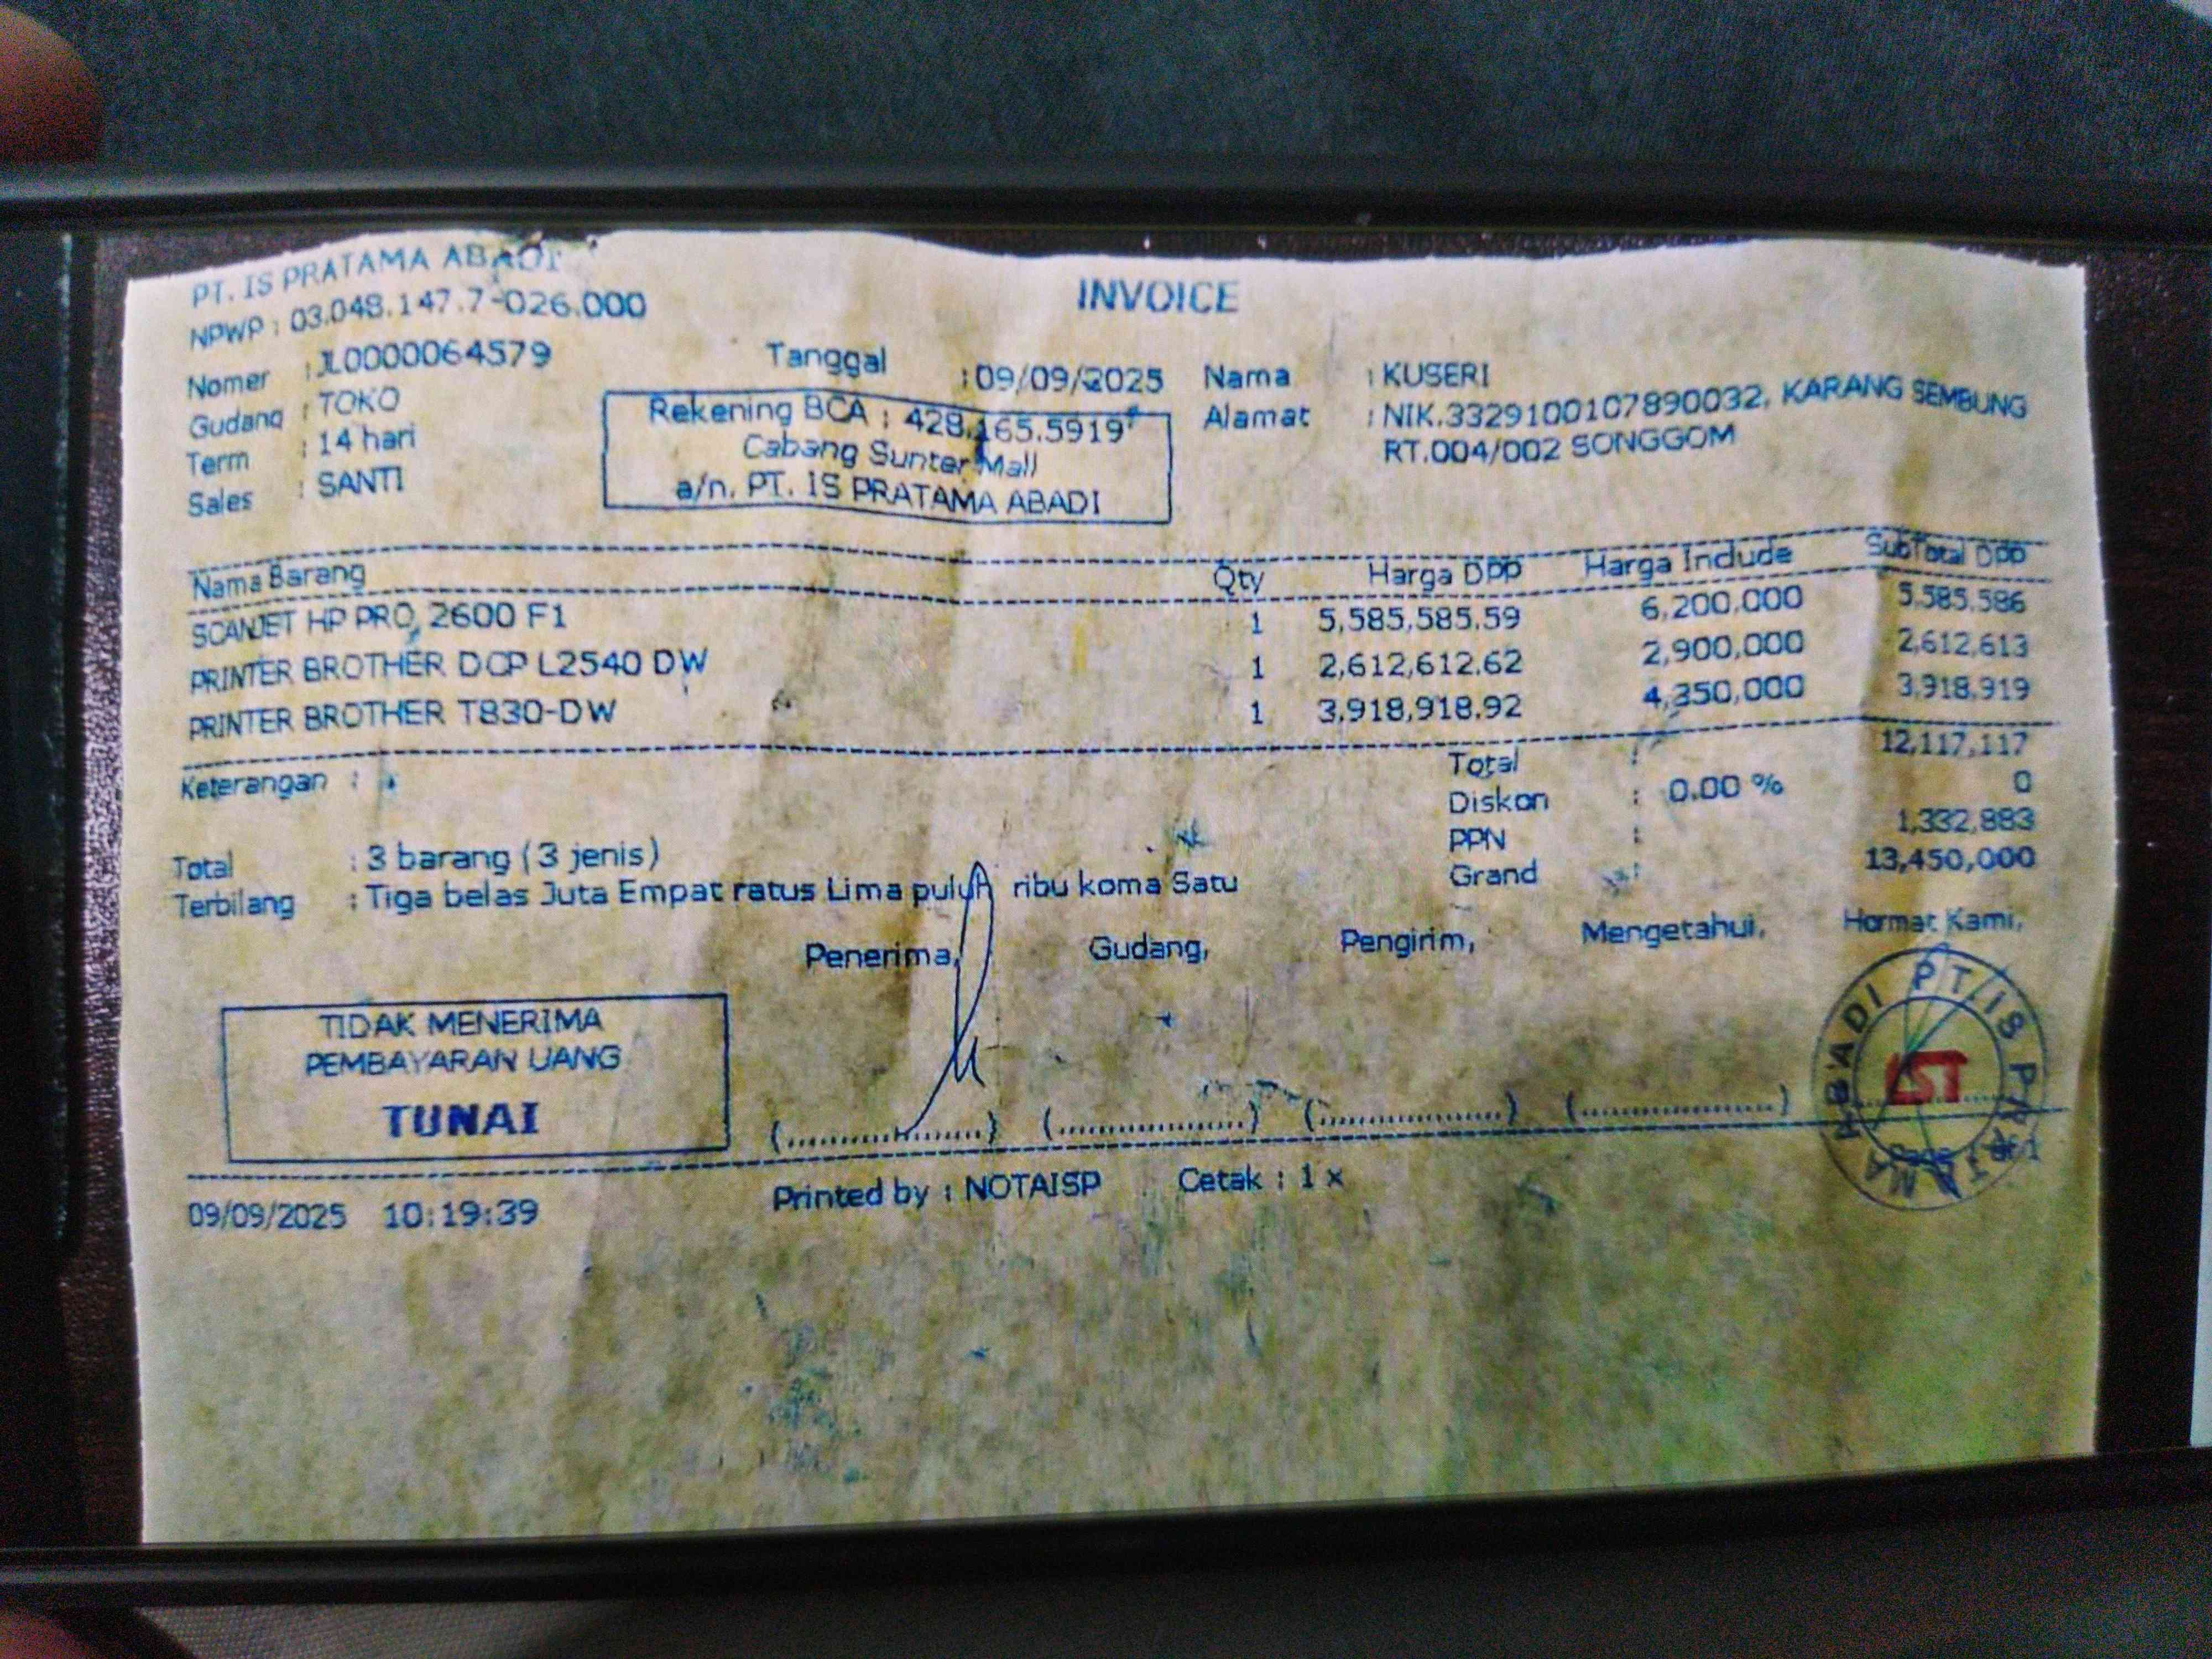 PT. IS PRATAMA ABADI
NPWP : 03.048.147.7-026.000
INVOICE
Nomer : JL0000064579
Gudang : TOKO
Term : 14 hari
Sales : SANTI
Tanggal : 09/09/2025
Rekening BCA : 428.165.5919
Cabang Sunter Mall
a/n. PT. IS PRATAMA ABADI
Nama : KUSERI
Alamat : NIK.3329100107890032, KARANG SEMBUNG
RT.004/002 SONGGOM
Nama Barang Qty Harga DPP Harga Include SubTotal DPP
SCANJET HP PRO 2600 F1 1 5,585,585.59 6,200,000 5,585,586
PRINTER BROTHER DCP L2540 DW 1 2,612,612.62 2,900,000 2,612,613
PRINTER BROTHER T830-DW 1 3,918,918.92 4,350,000 3,918,919
Keterangan :
Total : 12,117,117
Diskon : 0.00 % 0
PPN : 1,332,883
Grand : 13,450,000
Total : 3 barang (3 jenis)
Terbilang : Tiga belas Juta Empat ratus Lima puluh ribu koma Satu
Penerima, Gudang, Pengirim, Mengetahui, Hormat Kami,
TIDAK MENERIMA
PEMBAYARAN UANG
TUNAI
(....................) (....................) (....................) (....................)
PT IS PRATAMA ABADI
IST
09/09/2025 10:19:39
Printed by : NOTAISP Cetak : 1 x